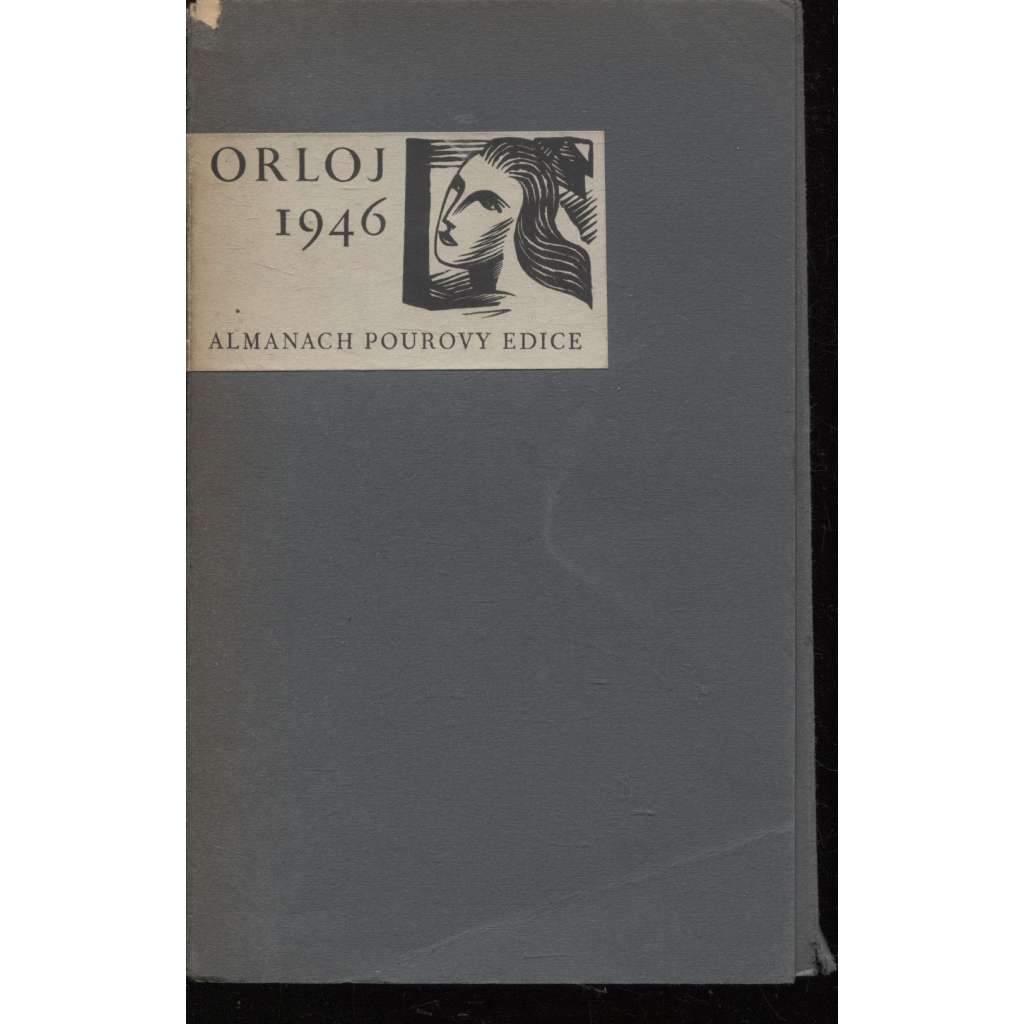 ORLOJ
1946
ALMANACH POUROVY EDICE